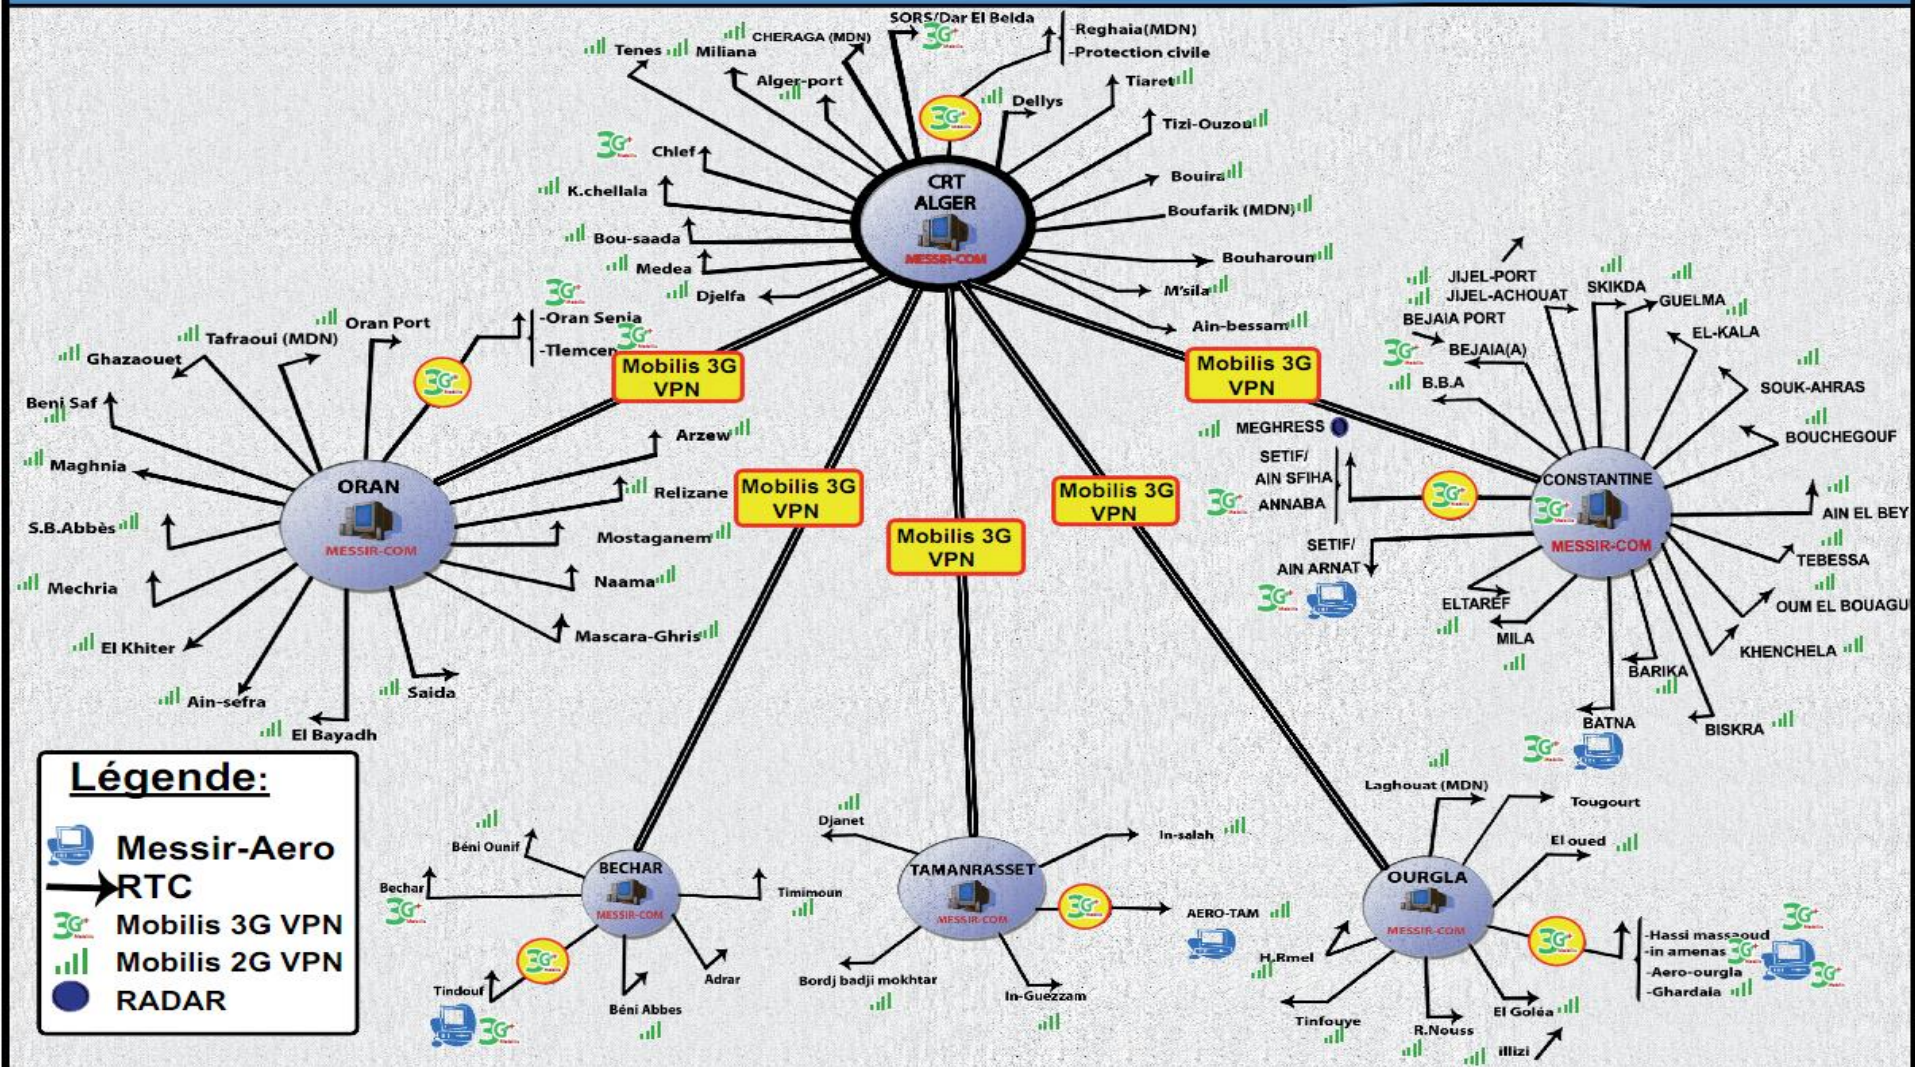 SORS/Dar El Beida
CHERAGA (MDN)
Tenes
Miliana
Alger-port
-Reghaia(MDN)
-Protection civile
Tiaret
Dellys
Tizi-Ouzou
3G+
Mobilis
Chlef
K.chellala
Bou-saada
Medea
Djelfa
CRT
ALGER
MESSIR-COM
Bouira
Boufarik (MDN)
Bouharoun
M'sila
Ain-bessam
-Oran Senia
-Tlemcen
Oran Port
Tafraoui (MDN)
Ghazaouet
Beni Saf
Maghnia
S.B.Abbès
Mechria
El Khiter
Ain-sefra
El Bayadh
Saida
Mascara-Ghris
Naama
Mostaganem
Relizane
Arzew
ORAN
MESSIR-COM
Mobilis 3G
VPN
Mobilis 3G
VPN
Mobilis 3G
VPN
Mobilis 3G
VPN
Mobilis 3G
VPN
JIJEL-PORT
JIJEL-ACHOUAT
BEJAIA PORT
BEJAIA(A)
B.B.A
SKIKDA
GUELMA
EL-KALA
SOUK-AHRAS
BOUCHEGOUF
MEGHRESS
SETIF/
AIN SFIHA
ANNABA
SETIF/
AIN ARNAT
CONSTANTINE
MESSIR-COM
AIN EL BEY
TEBESSA
OUM EL BOUAGU
KHENCHELA
ELTAREF
MILA
BARIKA
BATNA
BISKRA
Légende:
Messir-Aero
RTC
Mobilis 3G VPN
Mobilis 2G VPN
RADAR
Béni Ounif
Bechar
BECHAR
MESSIR-COM
Timimoun
Tindouf
Béni Abbes
Adrar
Djanet
TAMANRASSET
MESSIR-COM
In-salah
AERO-TAM
Bordj badji mokhtar
In-Guezzam
Laghouat (MDN)
Tougourt
El oued
OURGLA
MESSIR-COM
H.Rmel
Tinfouye
R.Nouss
El Goléa
illizi
-Hassi massaoud
-in amenas
-Aero-ourgla
-Ghardaia